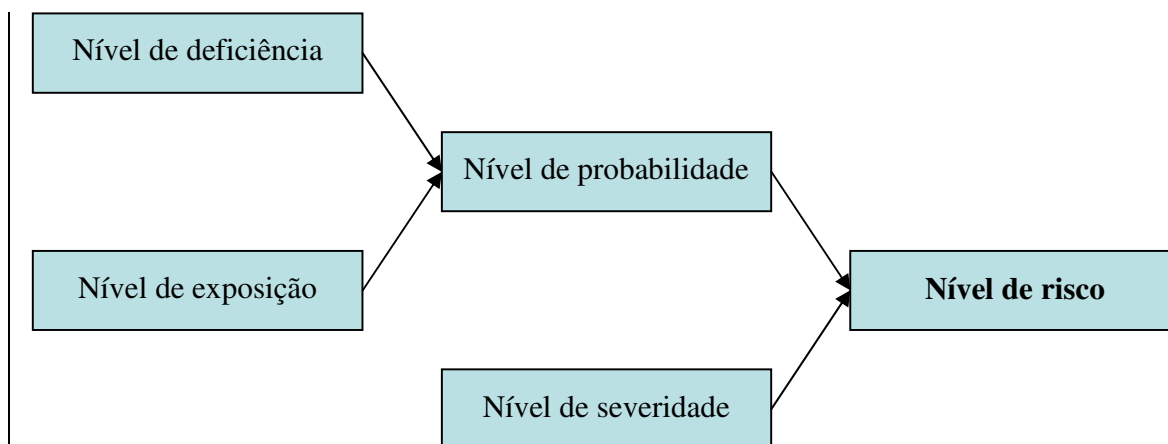 Nível de deficiência
Nível de probabilidade
Nível de exposição
Nível de risco
Nível de severidade